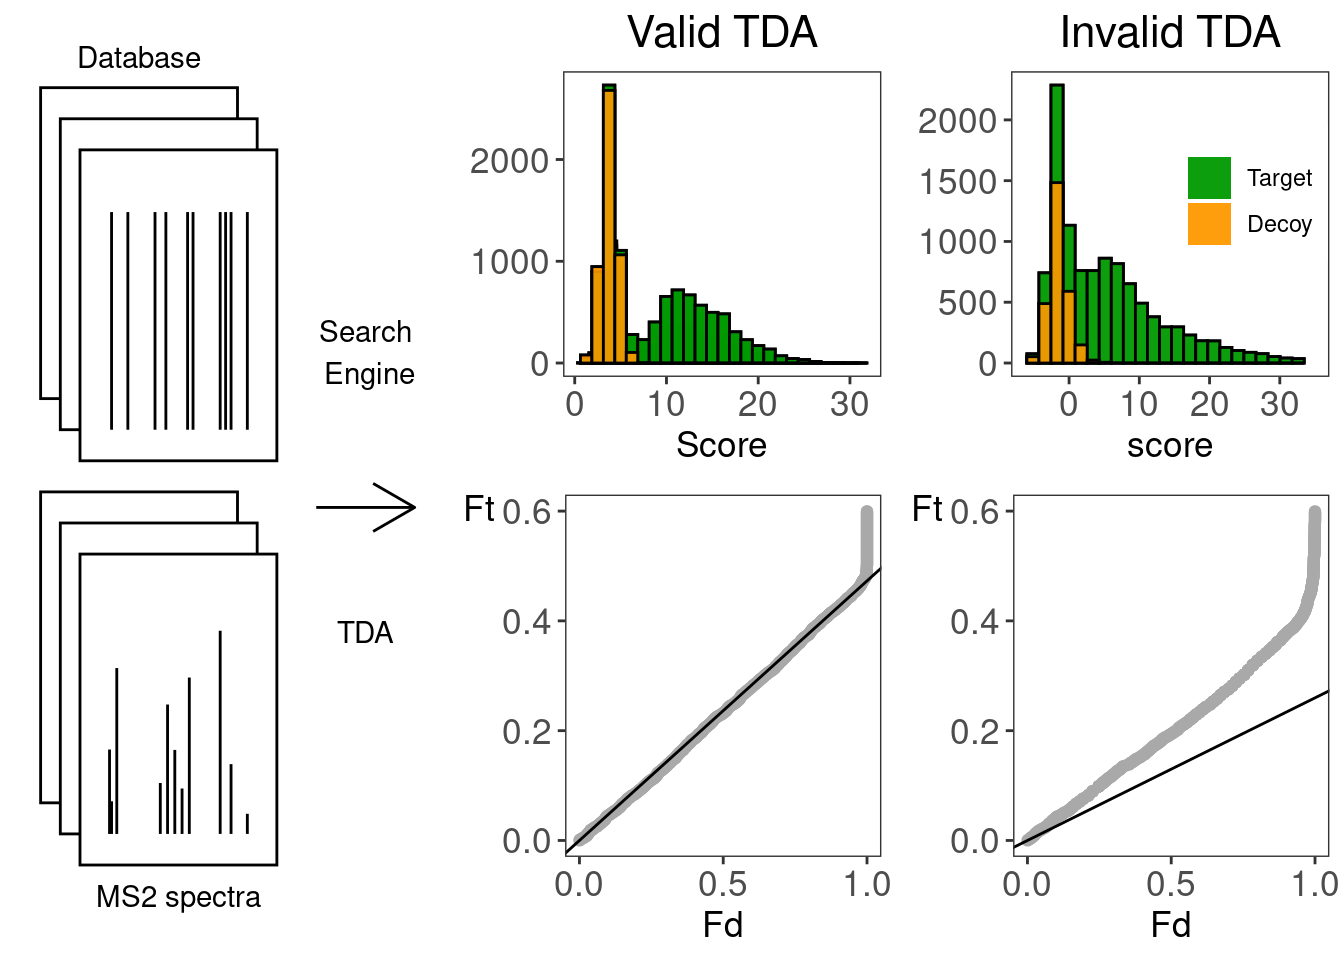 Database
Search
Engine
TDA
MS2 spectra
Valid TDA
2000
1000
0
0 10 20 30
Score
Invalid TDA
2000
1500
1000
500
0
Target
Decoy
0 10 20 30
score
Ft
0.6
0.4
0.2
0.0
0.0 0.5 1.0
Fd
Ft
0.6
0.4
0.2
0.0
0.0 0.5 1.0
Fd